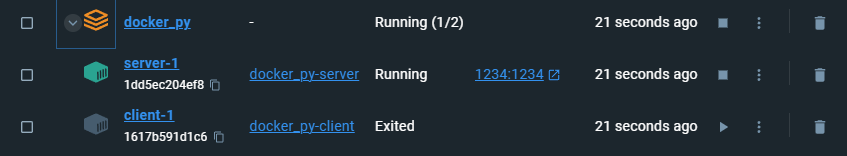 docker_py - Running (1/2) 21 seconds ago
server-1
docker_py-server Running 1234:1234 21 seconds ago
1dd5ec204ef8
client-1
docker_py-client Exited 21 seconds ago
1617b591d1c6